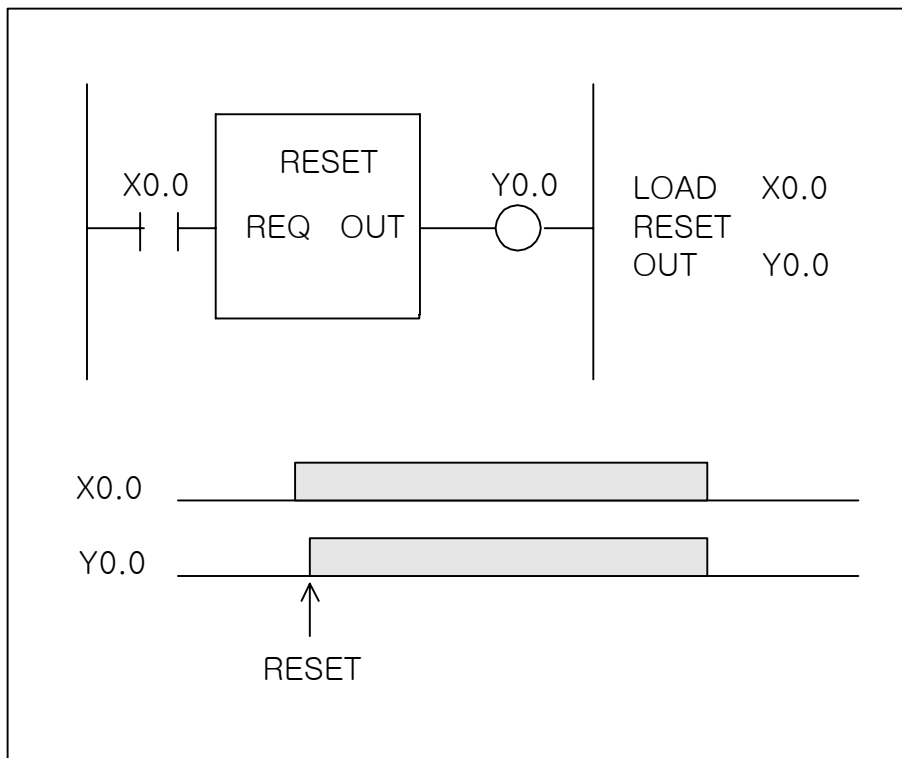 RESET
X0.0
REQ OUT
Y0.0
LOAD X0.0
RESET
OUT Y0.0
X0.0
Y0.0
RESET